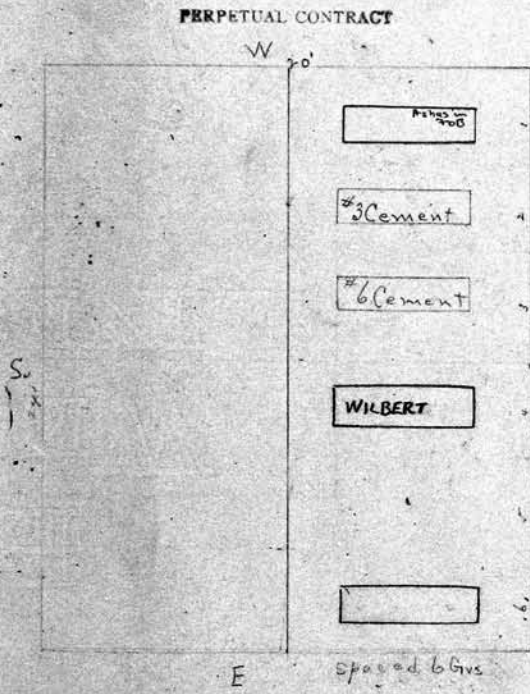 PERPETUAL CONTRACT
W
20'
Ashes in
#3 Cement
#6 Cement
S.
WILBERT
E
spaced 6 Gvs